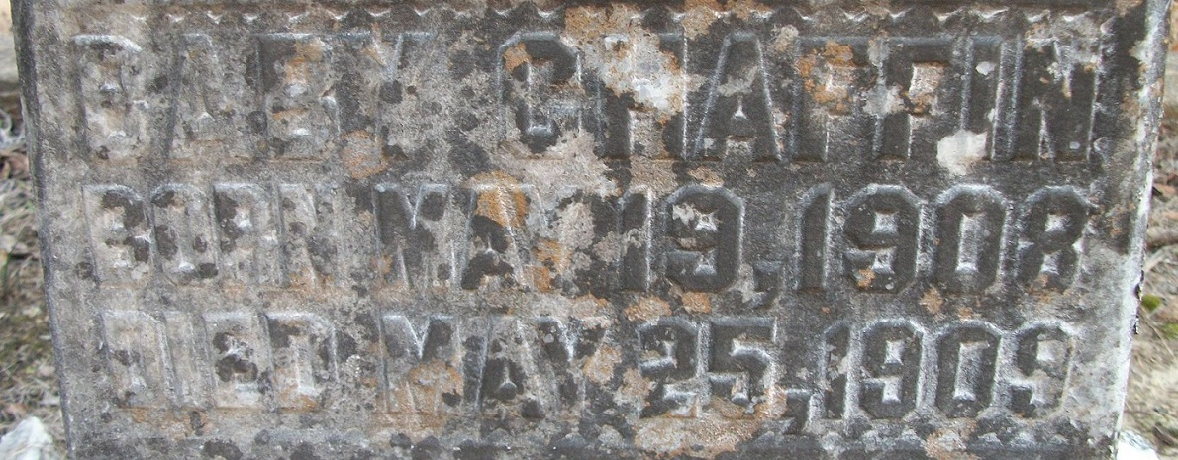 BABY CHAFFIN
BORN MAY 19,1908
DIED MAY 25,1909